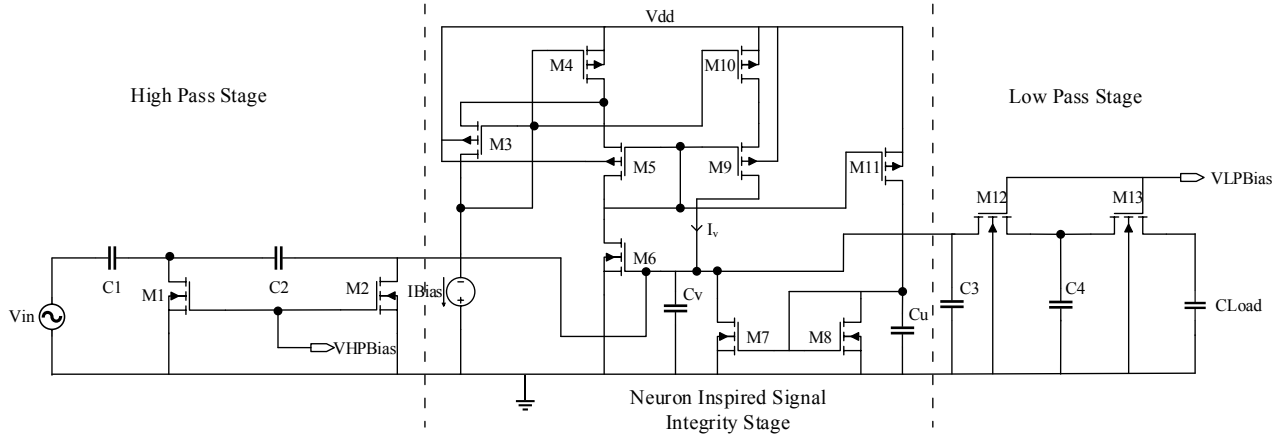 Vdd
M4
M10
High Pass Stage
Low Pass Stage
M3
M5
M9
M11
VLPBias
M12
M13
Iv
M6
C1
C2
M1
M2
IBias
Cv
C3
C4
CLoad
Vin
Cu
M7
M8
VHPBias
Neuron Inspired Signal
Integrity Stage